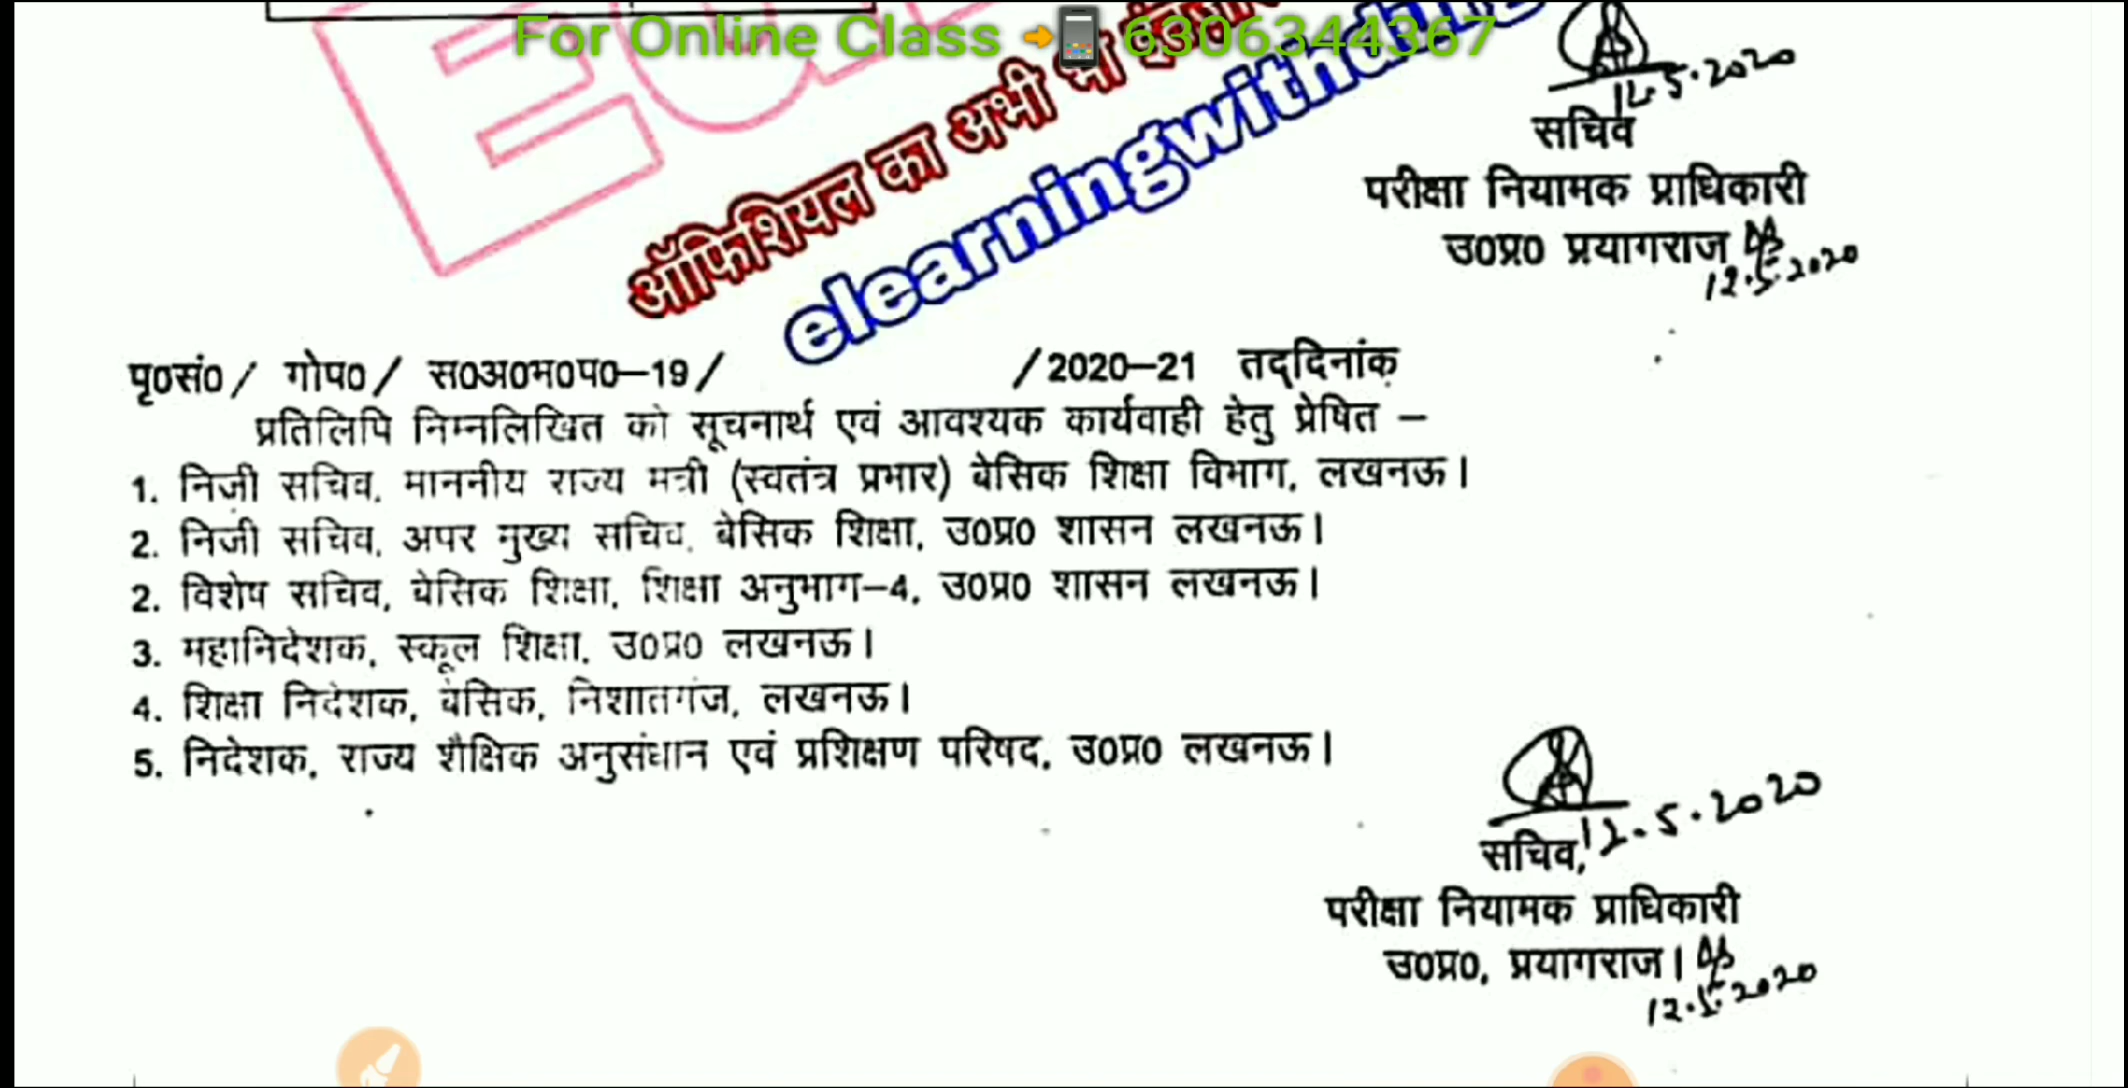 For Online Class 6306344367
ऑफिशियल का अभी भी
elearningwithd
12.5.2020
सचिव
परीक्षा नियामक प्राधिकारी
उ0प्र0 प्रयागराज
12.5.2020
पृ0सं0/ गोप0/ स0अ0म0प0–19/ /2020–21 तद्दिनांक
प्रतिलिपि निम्नलिखित को सूचनार्थ एवं आवश्यक कार्यवाही हेतु प्रेषित –
1. निजी सचिव, माननीय राज्य मंत्री (स्वतंत्र प्रभार) बेसिक शिक्षा विभाग, लखनऊ।
2. निजी सचिव, अपर मुख्य सचिव, बेसिक शिक्षा, उ0प्र0 शासन लखनऊ।
2. विशेष सचिव, बेसिक शिक्षा, शिक्षा अनुभाग–4, उ0प्र0 शासन लखनऊ।
3. महानिदेशक, स्कूल शिक्षा, उ0प्र0 लखनऊ।
4. शिक्षा निदेशक, बेसिक, निशातगंज, लखनऊ।
5. निदेशक, राज्य शैक्षिक अनुसंधान एवं प्रशिक्षण परिषद, उ0प्र0 लखनऊ।
12.5.2020
सचिव,
परीक्षा नियामक प्राधिकारी
उ0प्र0, प्रयागराज।
12.5.2020